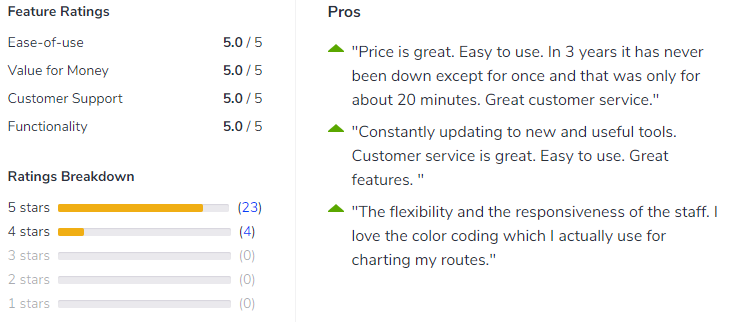 Feature Ratings
Ease-of-use 5.0 / 5
Value for Money 5.0 / 5
Customer Support 5.0 / 5
Functionality 5.0 / 5
Ratings Breakdown
5 stars (23)
4 stars (4)
3 stars (0)
2 stars (0)
1 stars (0)
Pros
"Price is great. Easy to use. In 3 years it has never
been down except for once and that was only for
about 20 minutes. Great customer service."
"Constantly updating to new and useful tools.
Customer service is great. Easy to use. Great
features. "
"The flexibility and the responsiveness of the staff. I
love the color coding which I actually use for
charting my routes."